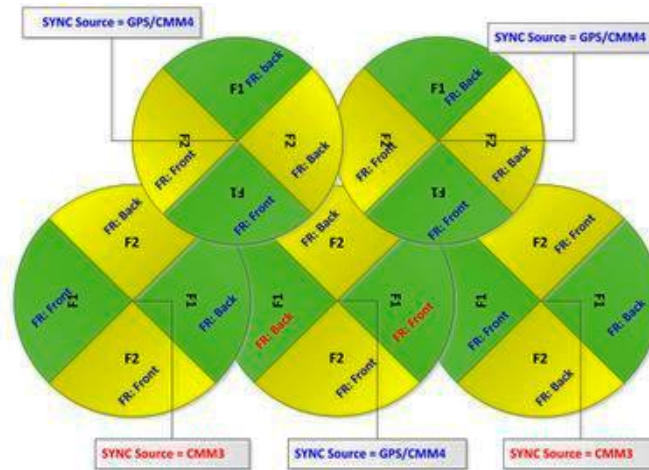 SYNC Source = GPS/CMM4
SYNC Source = GPS/CMM4
F1
FR: back
F2
FR: Front
F2
FR: Back
F1
FR: Front
F1
FR: Back
F2
FR: Front
F2
FR: Back
F1
FR: Front
FR: Back
F2
F1
FR: Front
F1
FR: Back
F2
FR: Front
FR: Back
F2
F1
FR: Back
F1
FR: Front
F2
FR: Front
F2
FR: Front
F1
FR: Front
F1
FR: Back
F2
FR: Back
SYNC Source = CMM3
SYNC Source = GPS/CMM4
SYNC Source = CMM3